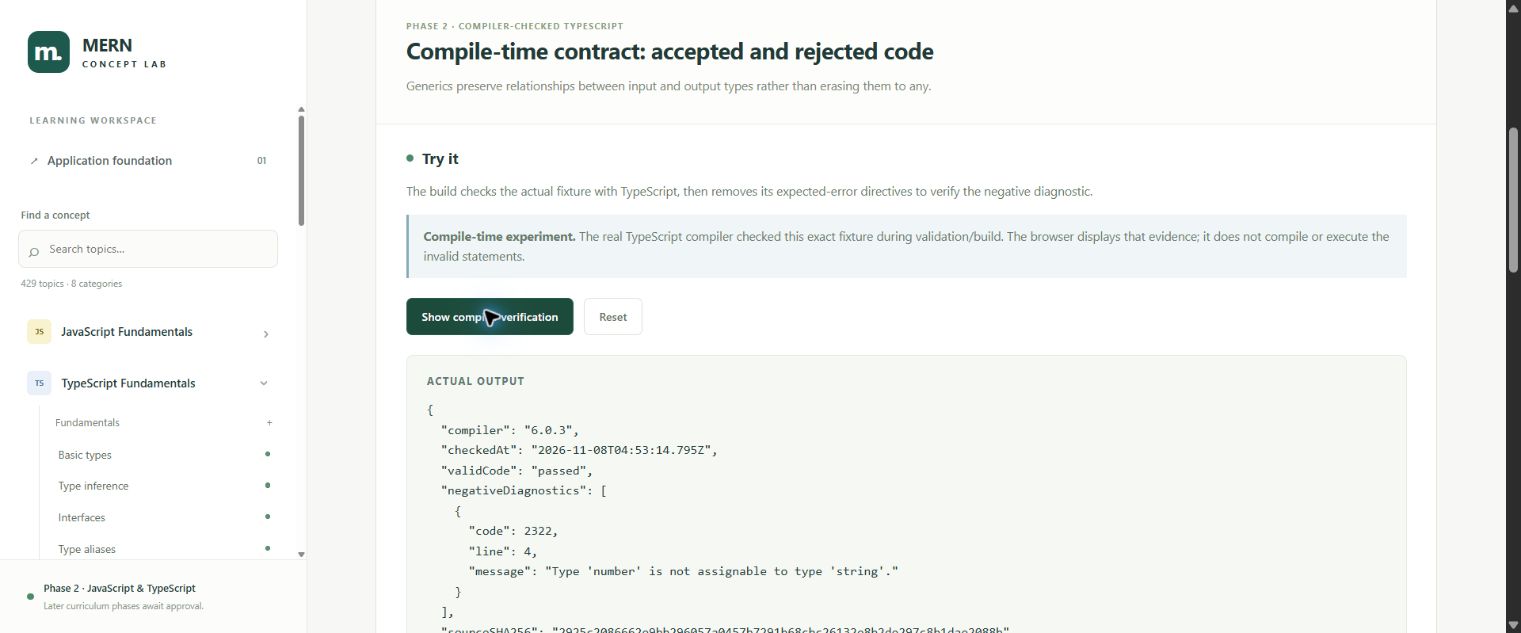 m.
MERN
CONCEPT LAB
LEARNING WORKSPACE
Application foundation 01
Find a concept
Search topics...
429 topics · 8 categories
JS JavaScript Fundamentals
TS TypeScript Fundamentals
Fundamentals +
Basic types
Type inference
Interfaces
Type aliases
Phase 2 · JavaScript & TypeScript
Later curriculum phases await approval.
PHASE 2 · COMPILER-CHECKED TYPESCRIPT
Compile-time contract: accepted and rejected code
Generics preserve relationships between input and output types rather than erasing them to any.
Try it
The build checks the actual fixture with TypeScript, then removes its expected-error directives to verify the negative diagnostic.
Compile-time experiment. The real TypeScript compiler checked this exact fixture during validation/build. The browser displays that evidence; it does not compile or execute the
invalid statements.
Show verification Reset
ACTUAL OUTPUT
{
"compiler": "6.0.3",
"checkedAt": "2026-11-08T04:53:14.795Z",
"validCode": "passed",
"negativeDiagnostics": [
{
"code": 2322,
"line": 4,
"message": "Type 'number' is not assignable to type 'string'."
}
],